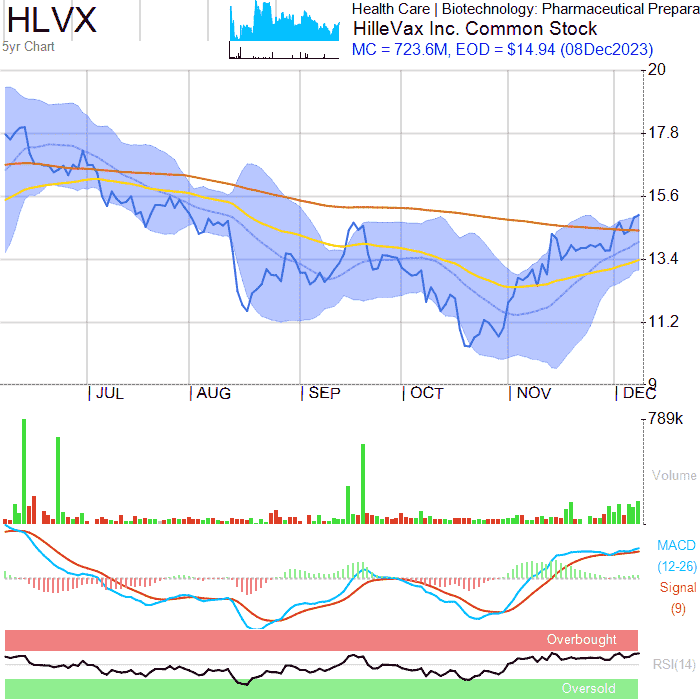 HLVX
5yr Chart
Health Care | Biotechnology: Pharmaceutical Prepara
HilleVax Inc. Common Stock
MC = 723.6M, EOD = $14.94 (08Dec2023)
20
17.8
15.6
13.4
11.2
9
JUL AUG SEP OCT NOV DEC
789k
Volume
MACD
(12-26)
Signal
(9)
Overbought
RSI(14)
Oversold